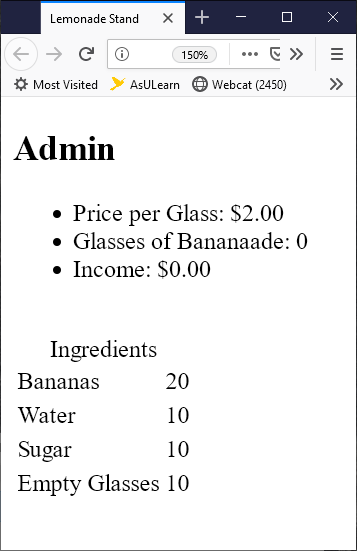 Lemonade Stand
150%
Most Visited AsULearn Webcat (2450)
Admin
• Price per Glass: $2.00
• Glasses of Bananaade: 0
• Income: $0.00
Ingredients
Bananas 20
Water 10
Sugar 10
Empty Glasses 10